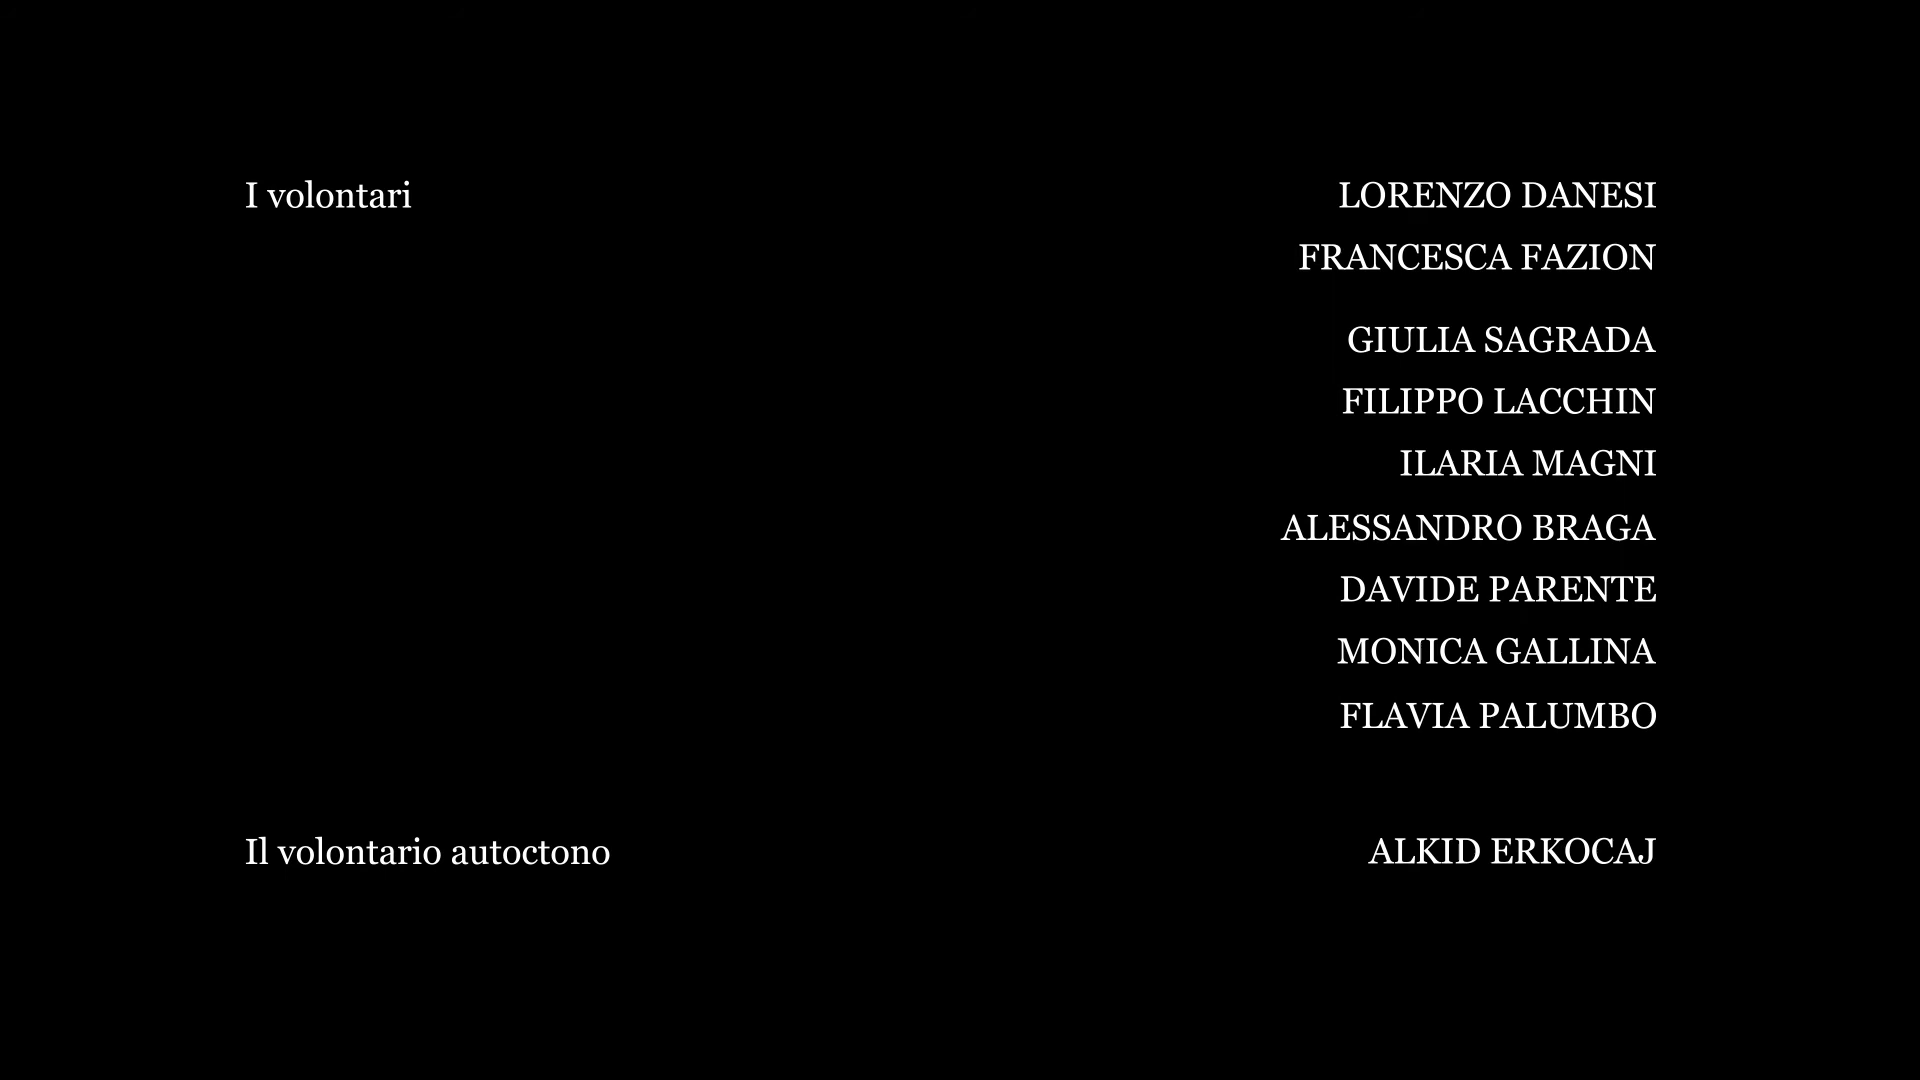 I volontari LORENZO DANESI
FRANCESCA FAZION
GIULIA SAGRADA
FILIPPO LACCHIN
ILARIA MAGNI
ALESSANDRO BRAGA
DAVIDE PARENTE
MONICA GALLINA
FLAVIA PALUMBO
Il volontario autoctono ALKID ERKOCAJ